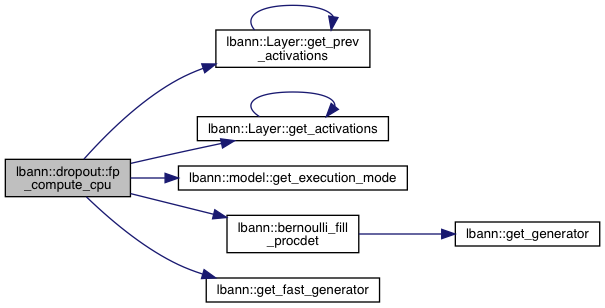 lbann::Layer::get_prev
_activations
lbann::Layer::get_activations
lbann::dropout::fp
_compute_cpu
lbann::model::get_execution_mode
lbann::bernoulli_fill
_procdet
lbann::get_generator
lbann::get_fast_generator